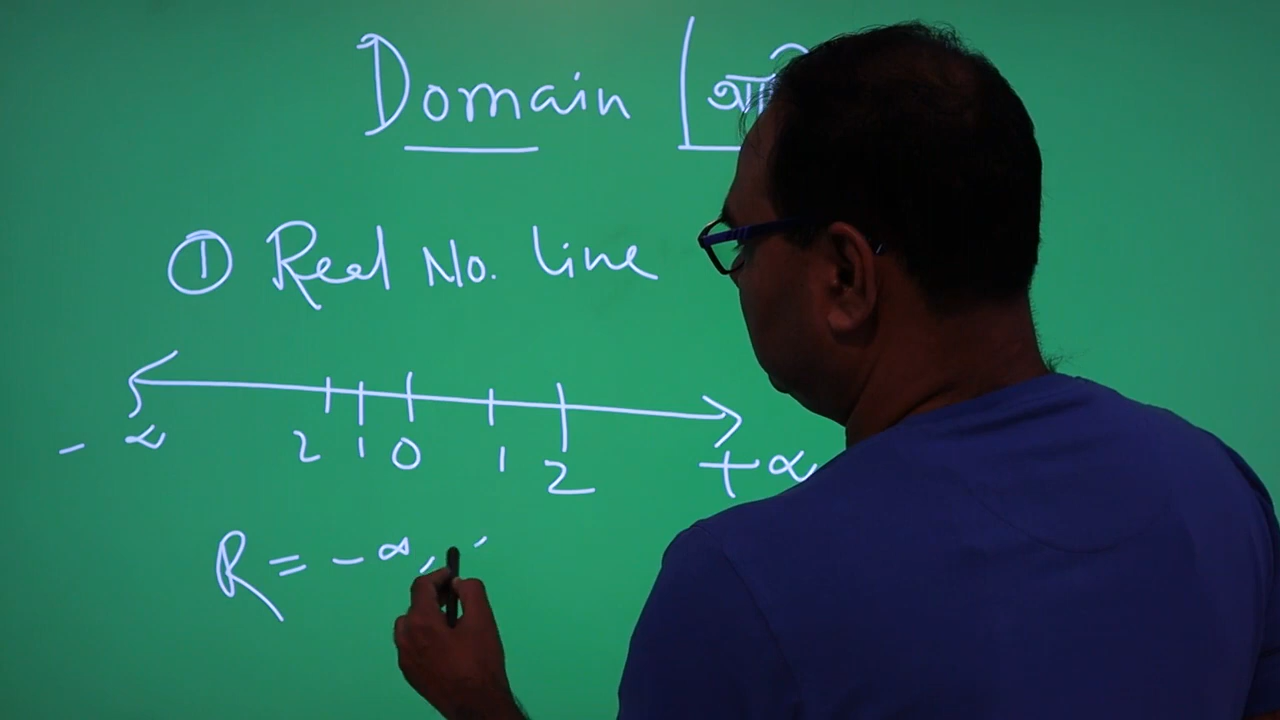 Domain
① Real No. line
2 1 0 1 2
- ∝ + ∝
R = - ∞,